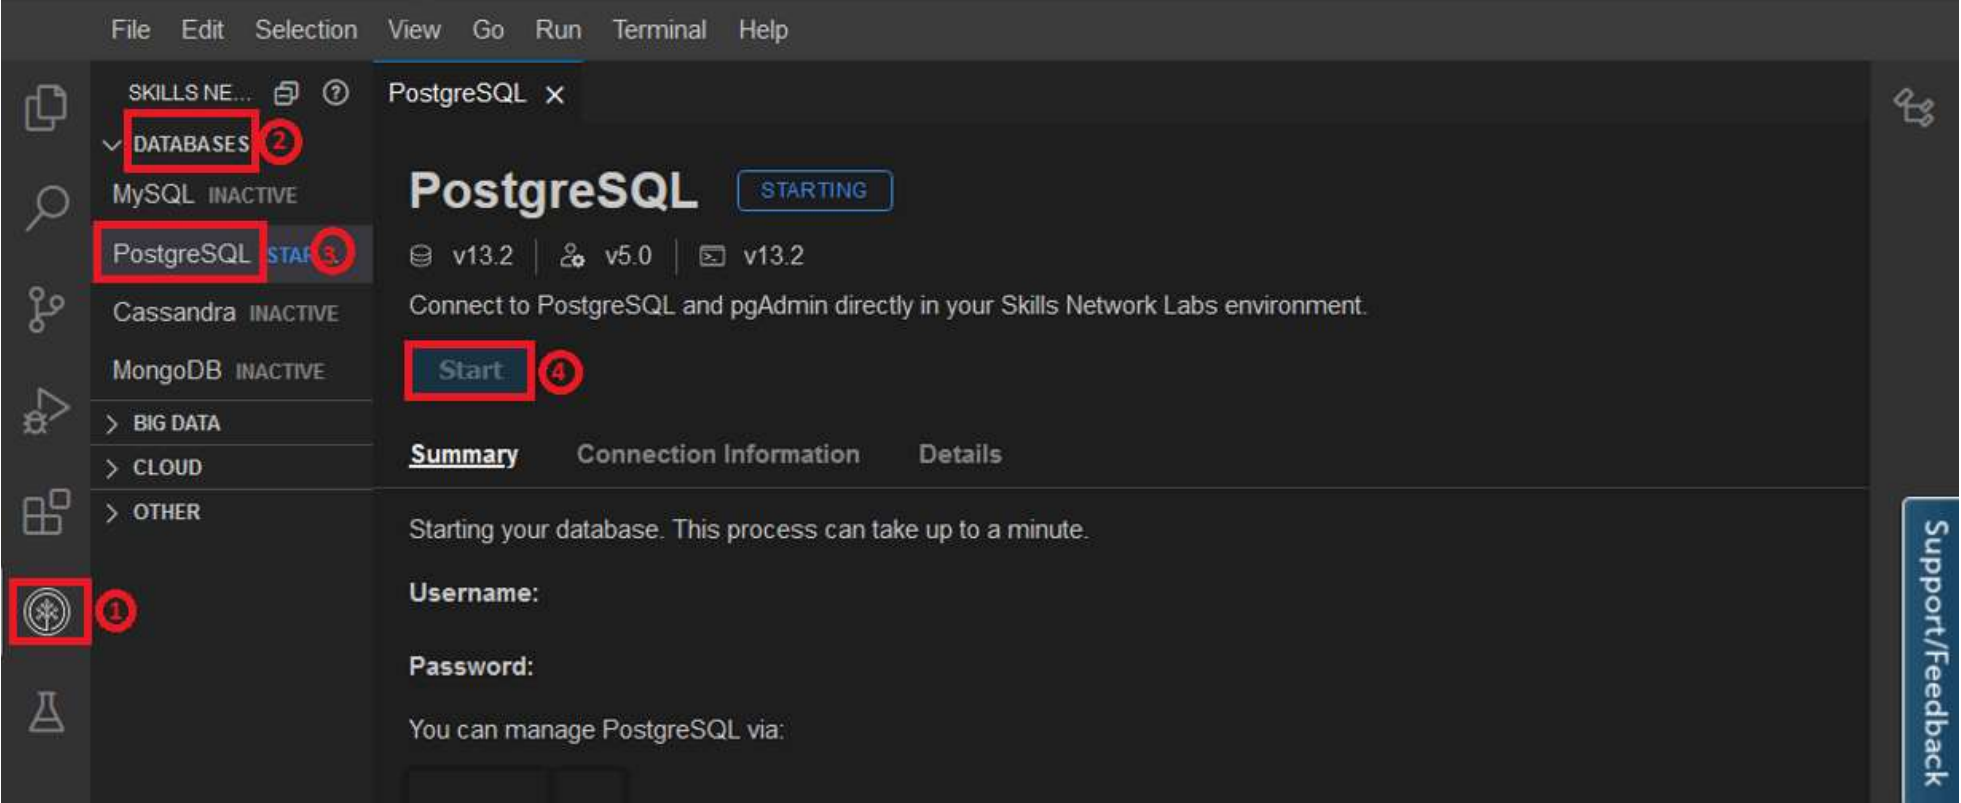 File Edit Selection View Go Run Terminal Help
SKILLS NE...
PostgreSQL
DATABASES 2
MySQL INACTIVE
PostgreSQL STAR 3
Cassandra INACTIVE
MongoDB INACTIVE
BIG DATA
CLOUD
OTHER
1
PostgreSQL STARTING
v13.2 v5.0 v13.2
Connect to PostgreSQL and pgAdmin directly in your Skills Network Labs environment.
Start 4
Summary Connection Information Details
Starting your database. This process can take up to a minute.
Username:
Password:
You can manage PostgreSQL via:
Support/Feedback